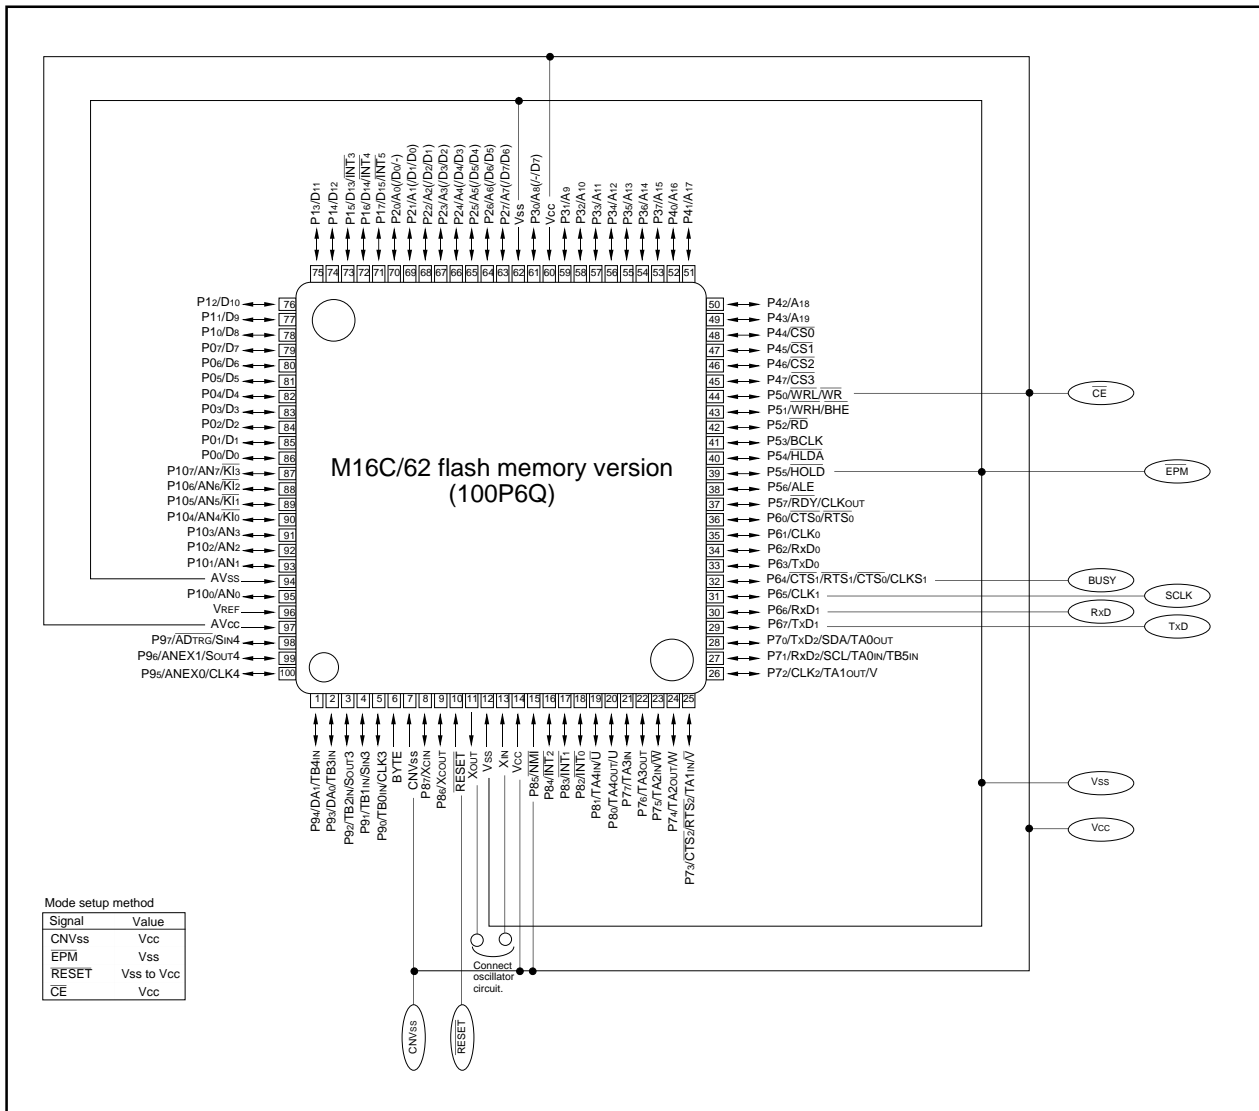 P13/D11
P14/D12
P15/D13/INT3
P16/D14/INT4
P17/D15/INT5
P20/A0(/D0/-)
P21/A1(/D1/D0)
P22/A2(/D2/D1)
P23/A3(/D3/D2)
P24/A4(/D4/D3)
P25/A5(/D5/D4)
P26/A6(/D6/D5)
P27/A7(/D7/D6)
Vss
P30/A8(/-/D7)
Vcc
P31/A9
P32/A10
P33/A11
P34/A12
P35/A13
P36/A14
P37/A15
P40/A16
P41/A17
75 74 73 72 71 70 69 68 67 66 65 64 63 62 61 60 59 58 57 56 55 54 53 52 51
P12/D10 76
P11/D9 77
P10/D8 78
P07/D7 79
P06/D6 80
P05/D5 81
P04/D4 82
P03/D3 83
P02/D2 84
P01/D1 85
P00/D0 86
P107/AN7/KI3 87
P106/AN6/KI2 88
P105/AN5/KI1 89
P104/AN4/KI0 90
P103/AN3 91
P102/AN2 92
P101/AN1 93
AVss 94
P100/AN0 95
VREF 96
AVcc 97
P97/ADTRG/SIN4 98
P96/ANEX1/SOUT4 99
P95/ANEX0/CLK4 100
M16C/62 flash memory version
(100P6Q)
50 P42/A18
49 P43/A19
48 P44/CS0
47 P45/CS1
46 P46/CS2
45 P47/CS3
44 P50/WRL/WR
43 P51/WRH/BHE
42 P52/RD
41 P53/BCLK
40 P54/HLDA
39 P55/HOLD
38 P56/ALE
37 P57/RDY/CLKOUT
36 P60/CTS0/RTS0
35 P61/CLK0
34 P62/RxD0
33 P63/TxD0
32 P64/CTS1/RTS1/CTS0/CLKS1
31 P65/CLK1
30 P66/RxD1
29 P67/TxD1
28 P70/TxD2/SDA/TA0OUT
27 P71/RxD2/SCL/TA0IN/TB5IN
26 P72/CLK2/TA1OUT/V
CE
EPM
BUSY
SCLK
RxD
TxD
Vss
Vcc
1 2 3 4 5 6 7 8 9 10 11 12 13 14 15 16 17 18 19 20 21 22 23 24 25
P94/DA1/TB4IN
P93/DA0/TB3IN
P92/TB2IN/SOUT3
P91/TB1IN/SIN3
P90/TB0IN/CLK3
BYTE
CNVss
P87/XCIN
P86/XCOUT
RESET
XOUT
Vss
XIN
Vcc
P85/NMI
P84/INT2
P83/INT1
P82/INT0
P81/TA4IN/U
P80/TA4OUT/U
P77/TA3IN
P76/TA3OUT
P75/TA2IN/W
P74/TA2OUT/W
P73/CTS2/RTS2/TA1IN/V
Connect
oscillator
circuit.
CNVss
RESET
Mode setup method
Signal Value
CNVss Vcc
EPM Vss
RESET Vss to Vcc
CE Vcc